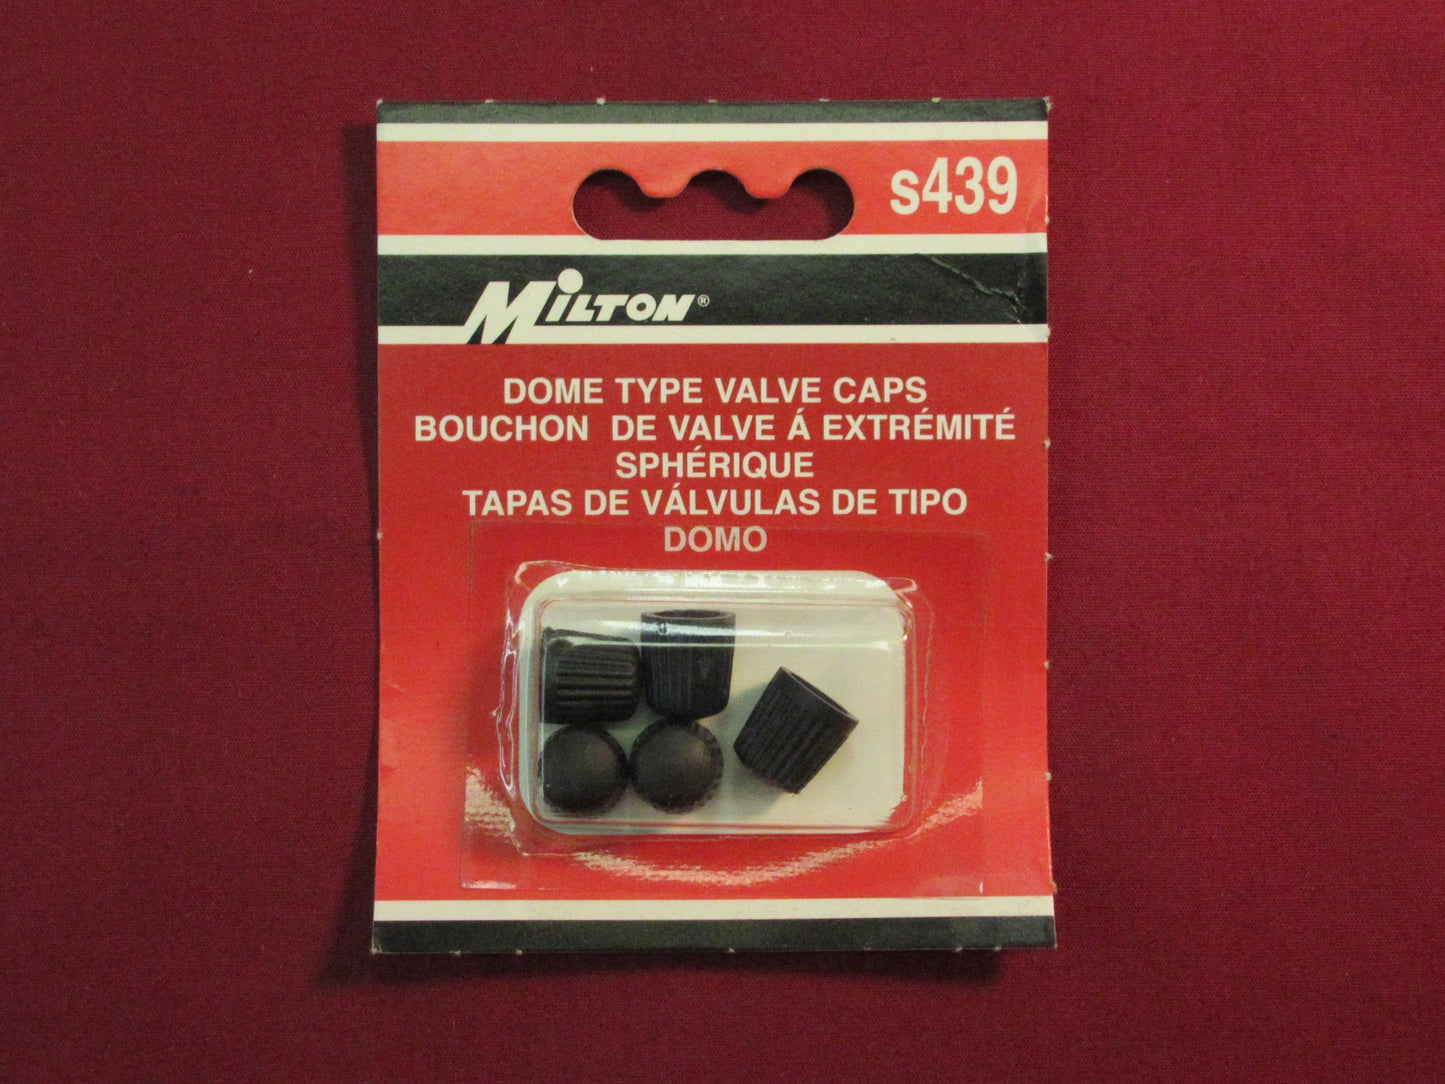 s439
MILTON®
DOME TYPE VALVE CAPS
BOUCHON DE VALVE Á EXTRÉMITÉ
SPHÉRIQUE
TAPAS DE VÁLVULAS DE TIPO
DOMO